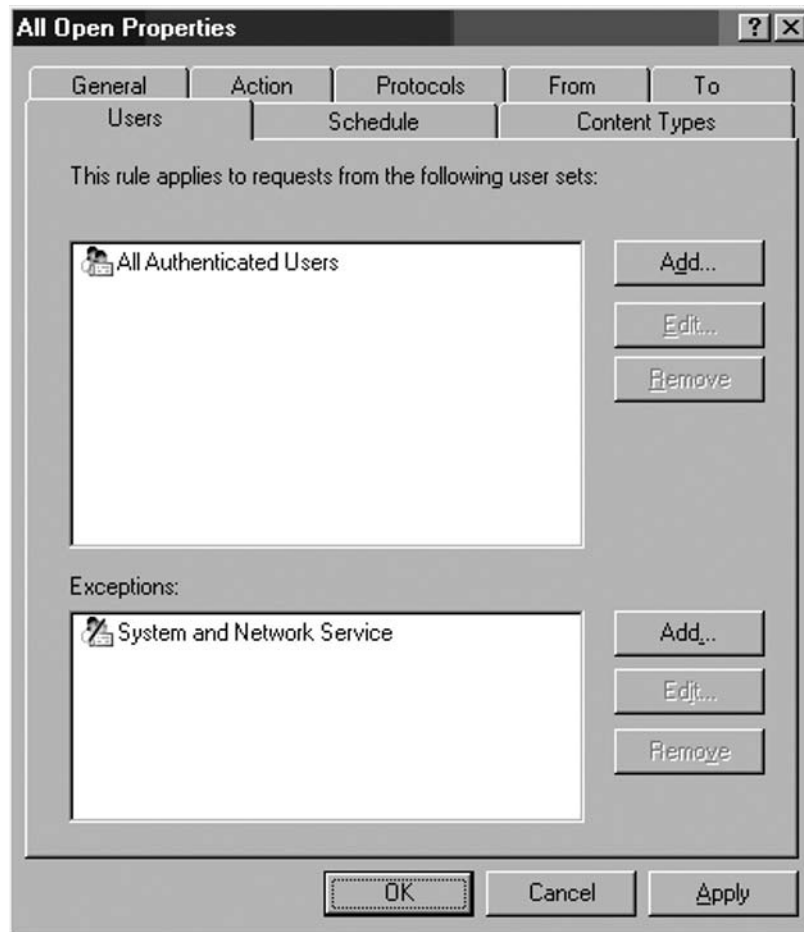 All Open Properties
General Action Protocols From To
Users Schedule Content Types
This rule applies to requests from the following user sets:
All Authenticated Users
Add...
Edit...
Remove
Exceptions:
System and Network Service
Add...
Edit...
Remove
OK Cancel Apply